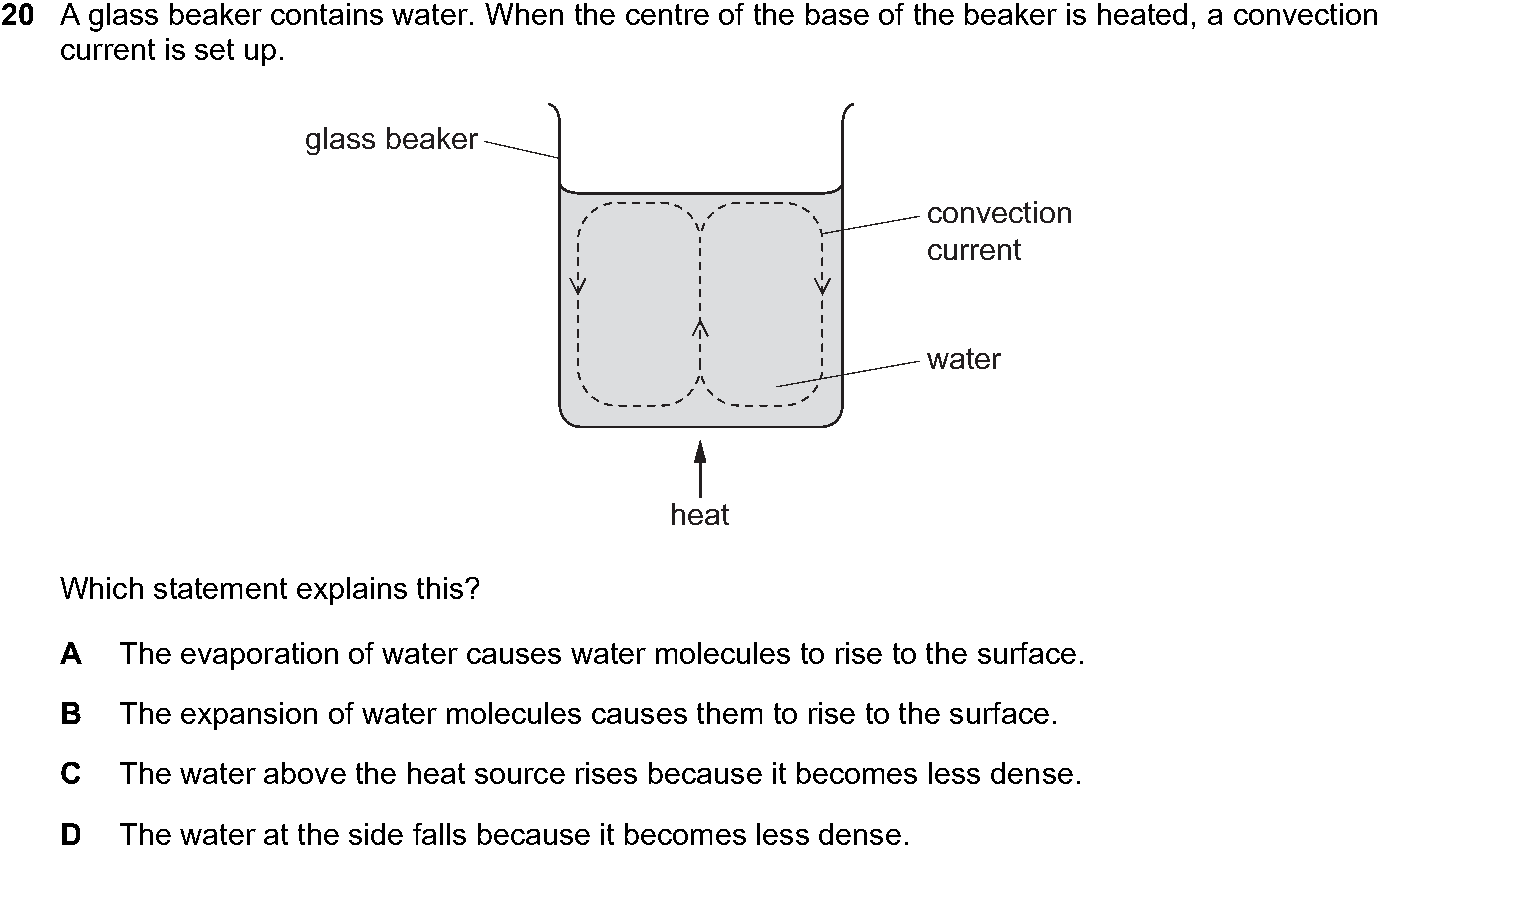 20 A glass beaker contains water. When the centre of the base of the beaker is heated, a convection
current is set up.
glass beaker
convection
current
water
heat
Which statement explains this?
A The evaporation of water causes water molecules to rise to the surface.
B The expansion of water molecules causes them to rise to the surface.
C The water above the heat source rises because it becomes less dense.
D The water at the side falls because it becomes less dense.